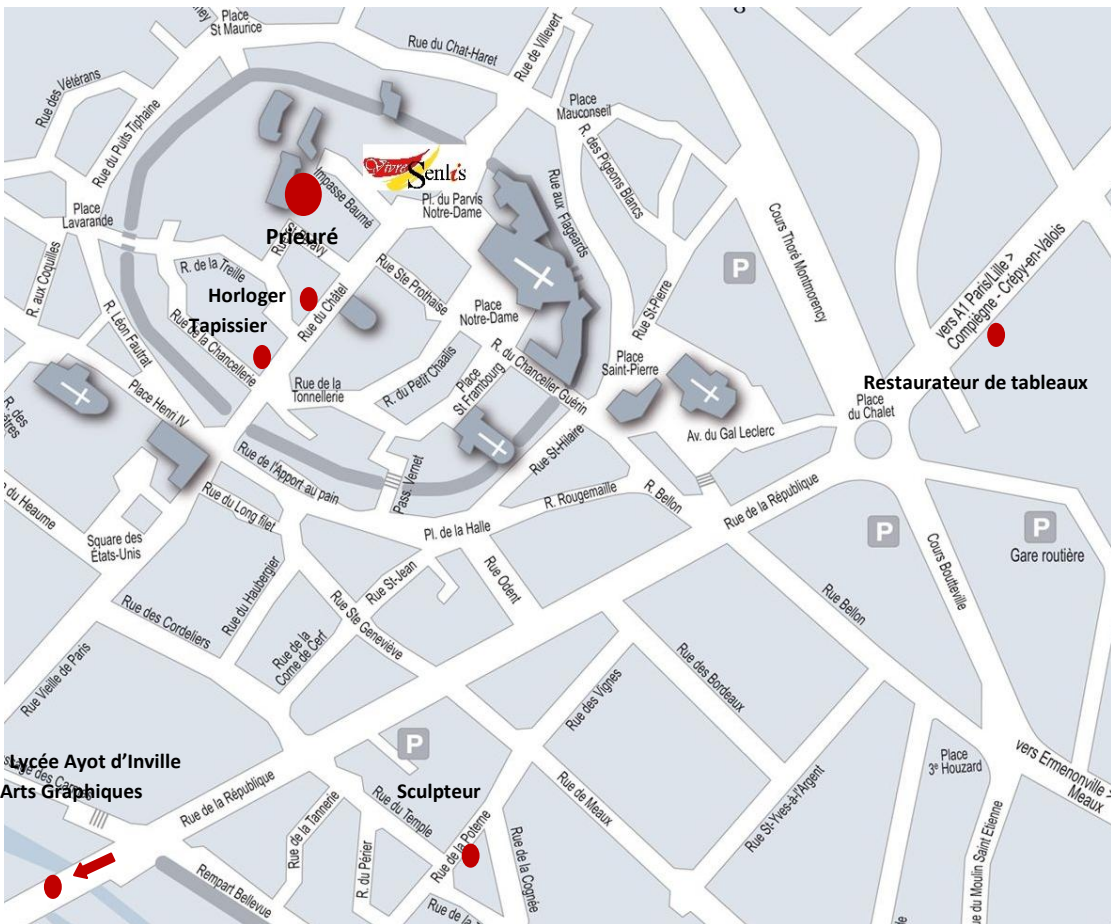 Place
St Maurice
Rue du Chat-Haret
Rue de Villevert
Rue des Vétérans
Rue du Puits Tiphaine
Place
Mauconseil
R. des Pigeons Blancs
Vivre
Senlis
Impasse Baumé
Pl. du Parvis
Notre-Dame
Rue aux Flageards
Cours Thoré Montmorency
Place
Lavarande
Prieuré
P
vers A1 Paris/Lille >
Compiègne - Crépy-en-Valois
R. aux Coquilles
R. de la Treille
Rue Ste Prothaise
Horloger
Rue du Châtel
Place
Notre-Dame
Rue St-Pierre
R. Léon Fautrat
Tapissier
Rue de la Chancellerie
R. du Chancelier Guérin
Place
Saint-Pierre
Restaurateur de tableaux
Rue de la
Tonnellerie
R. du Petit Chaalis
Place
St Frambourg
Place
du Chalet
Place Henri IV
R. des
Av. du Gal Leclerc
Rue St-Hilaire
Rue de l'Apport au pain
Pass. Vernet
R. Rougemaille
R. Bellon
Rue de la République
du Heaume
Rue du Long filet
Pl. de la Halle
P
P
Gare routière
Square des
États-Unis
Rue du Haubergier
Rue St-Jean
Rue Odent
Cours Boutteville
Rue des Cordeliers
Rue Ste Geneviève
Rue de la
Corne de Cerf
Rue Bellon
Rue Vieille de Paris
Rue des Vignes
Rue des Bordeaux
P
Lycée Ayot d'Inville
Arts Graphiques
Place
3e Houzard
vers Ermenonville >
Meaux
Rue de la République
Sculpteur
Rue de Meaux
Rue St-Yves-à-l'Argent
Rue de la Tannerie
Rue du Temple
R. du Périer
Rue de la Poterne
Rue de la Cognée
Rempart Bellevue
Rue de la
du Moulin Saint Etienne